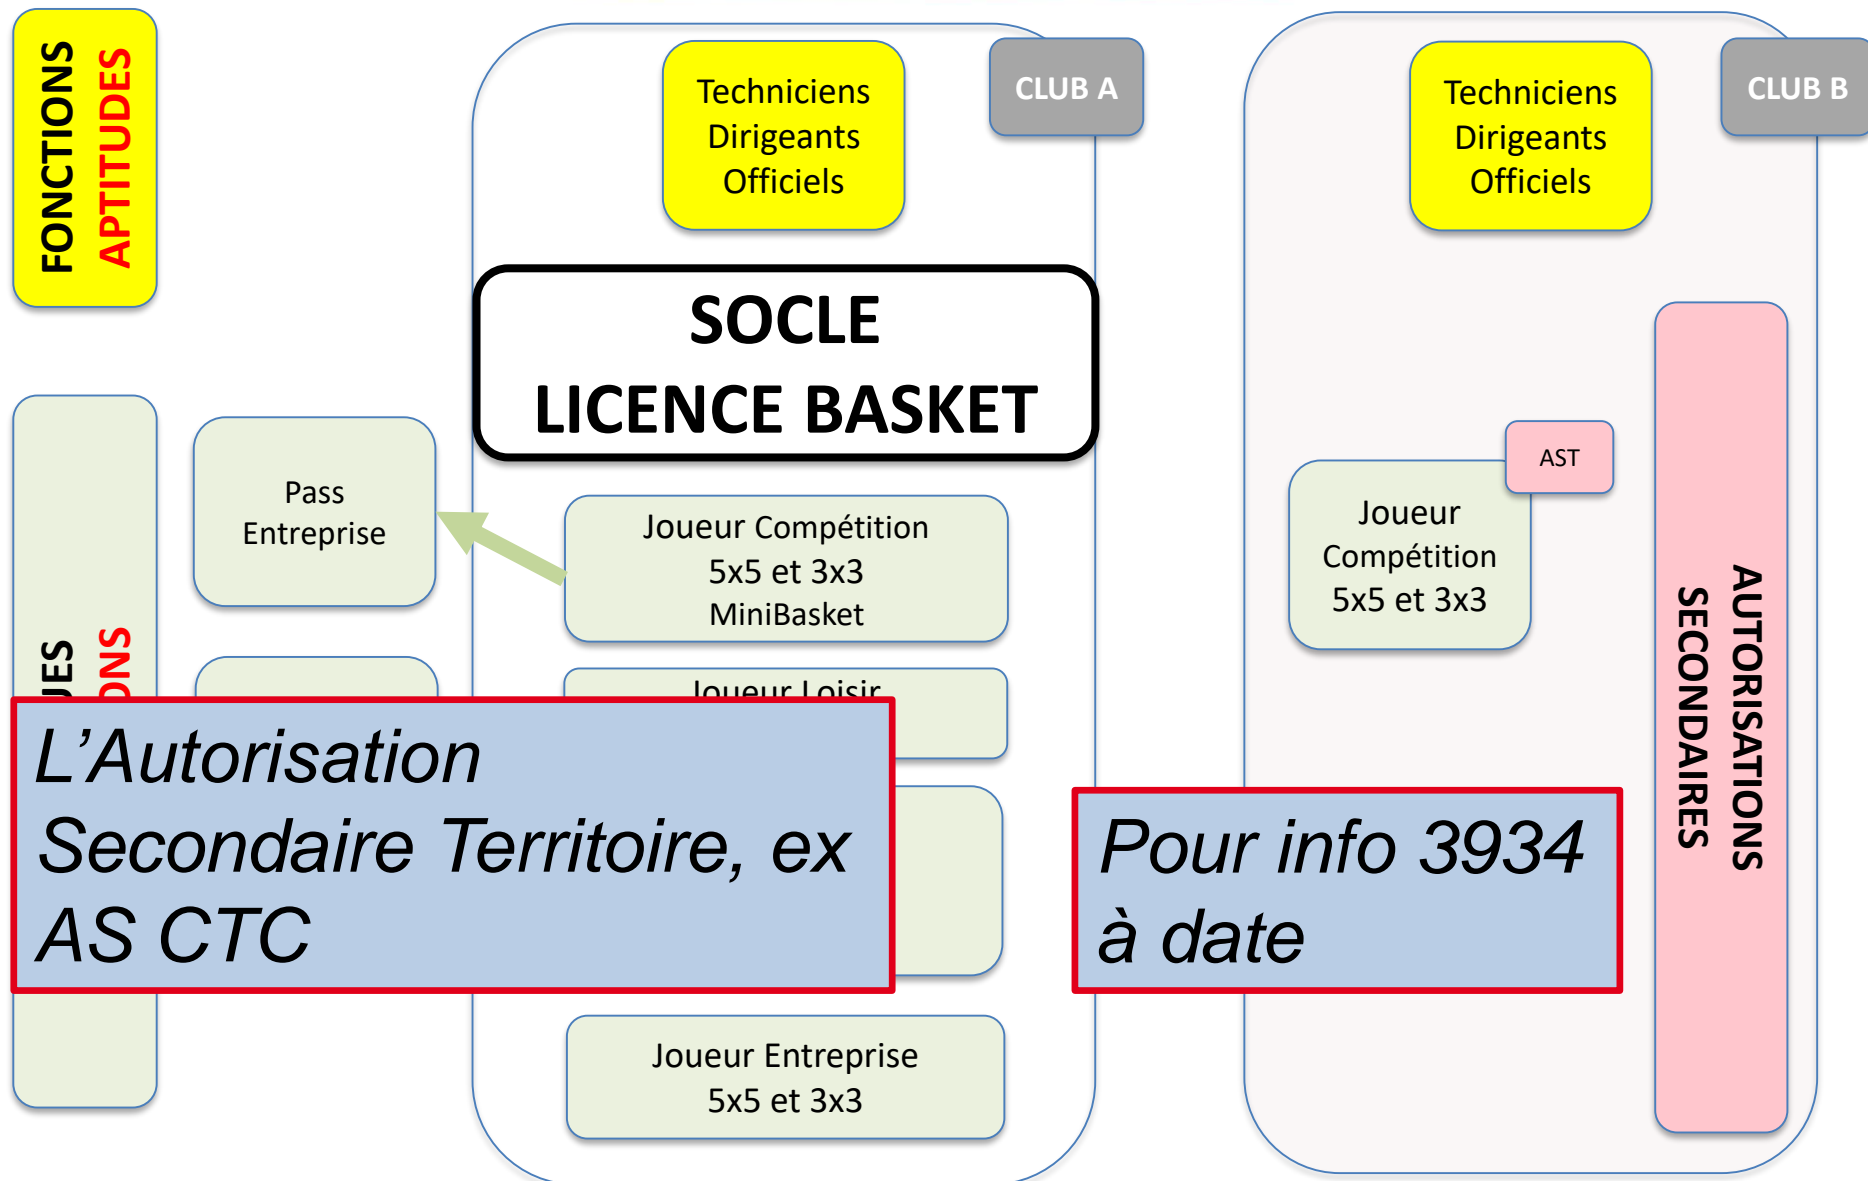 FONCTIONS
APTITUDES
Techniciens
Dirigeants
Officiels
CLUB A
Techniciens
Dirigeants
Officiels
CLUB B
SOCLE
LICENCE BASKET
Pass
Entreprise
Joueur Compétition
5x5 et 3x3
MiniBasket
Joueur Loisir
AST
Joueur
Compétition
5x5 et 3x3
AUTORISATIONS
SECONDAIRES
L’Autorisation
Secondaire Territoire, ex
AS CTC
Pour info 3934
à date
Joueur Entreprise
5x5 et 3x3